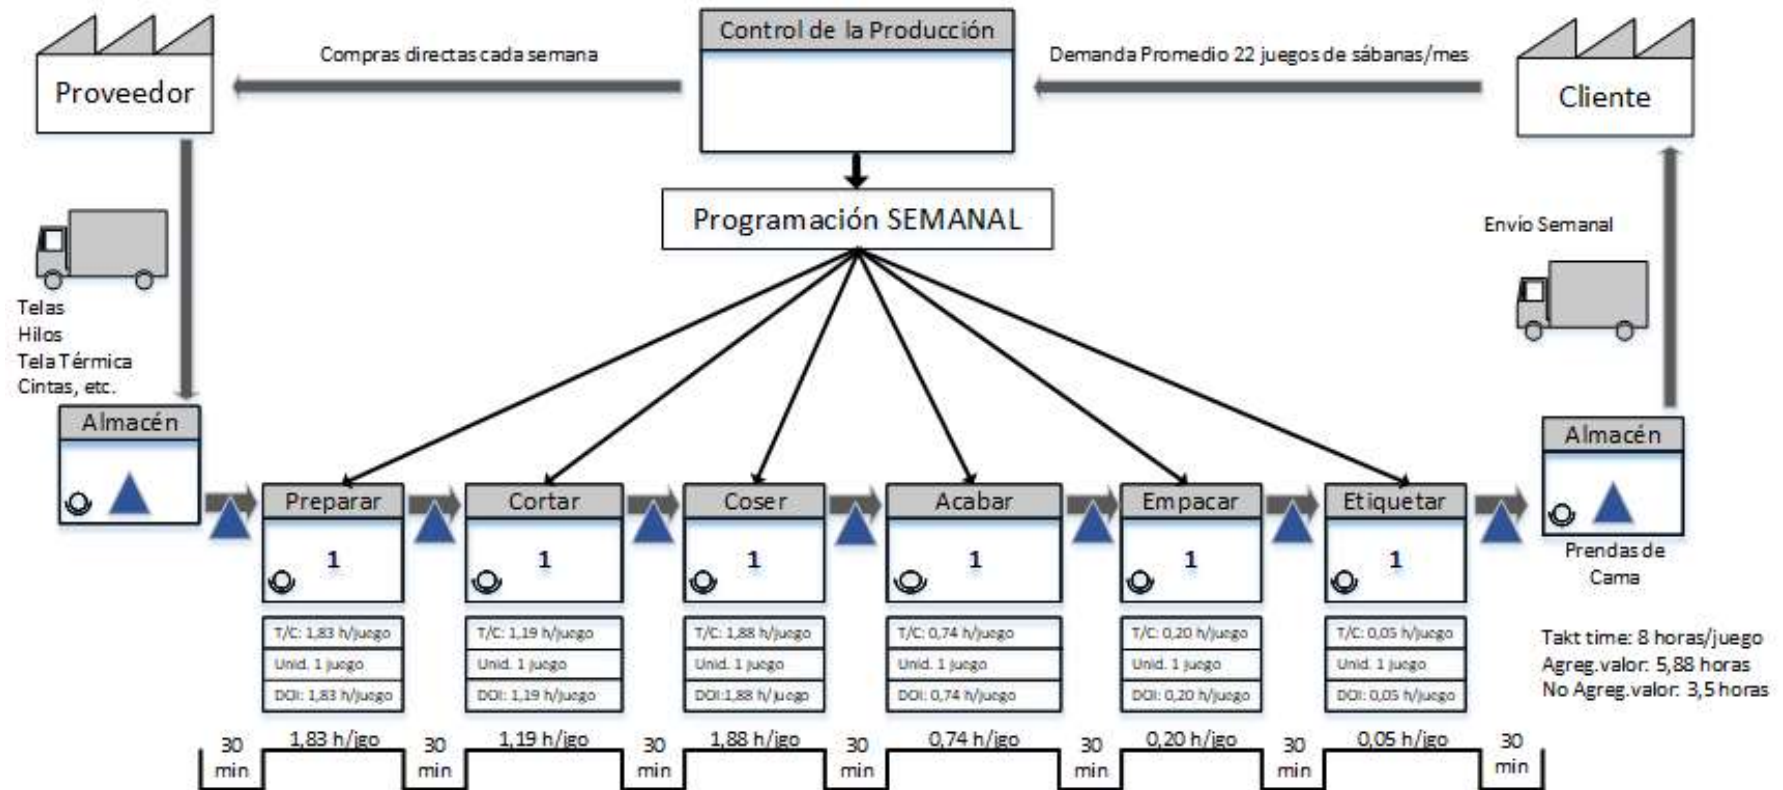 Control de la Producción
Compras directas cada semana
Demanda Promedio 22 juegos de sábanas/mes
Proveedor
Cliente
Programación SEMANAL
Envío Semanal
Telas
Hilos
Tela Térmica
Cintas, etc.
Almacén
Almacén
Preparar
Cortar
Coser
Acabar
Empacar
Etiquetar
1
1
1
1
1
1
Prendas de
Cama
T/C: 1,83 h/juego
Unid. 1 juego
DOI: 1,83 h/juego
T/C: 1,19 h/juego
Unid. 1 juego
DOI: 1,19 h/juego
T/C: 1,88 h/juego
Unid. 1 juego
DOI:1,88 h/juego
T/C: 0,74 h/juego
Unid. 1 juego
DOI: 0,74 h/juego
T/C: 0,20 h/juego
Unid. 1 juego
DOI: 0,20 h/juego
T/C: 0,05 h/juego
Unid. 1 juego
DOI: 0,05 h/juego
Takt time: 8 horas/juego
Agreg.valor: 5,88 horas
No Agreg.valor: 3,5 horas
30
min
1,83 h/jgo
30
min
1,19 h/jgo
30
min
1,88 h/jgo
30
min
0,74 h/jgo
30
min
0,20 h/jgo
30
min
0,05 h/jgo
30
min